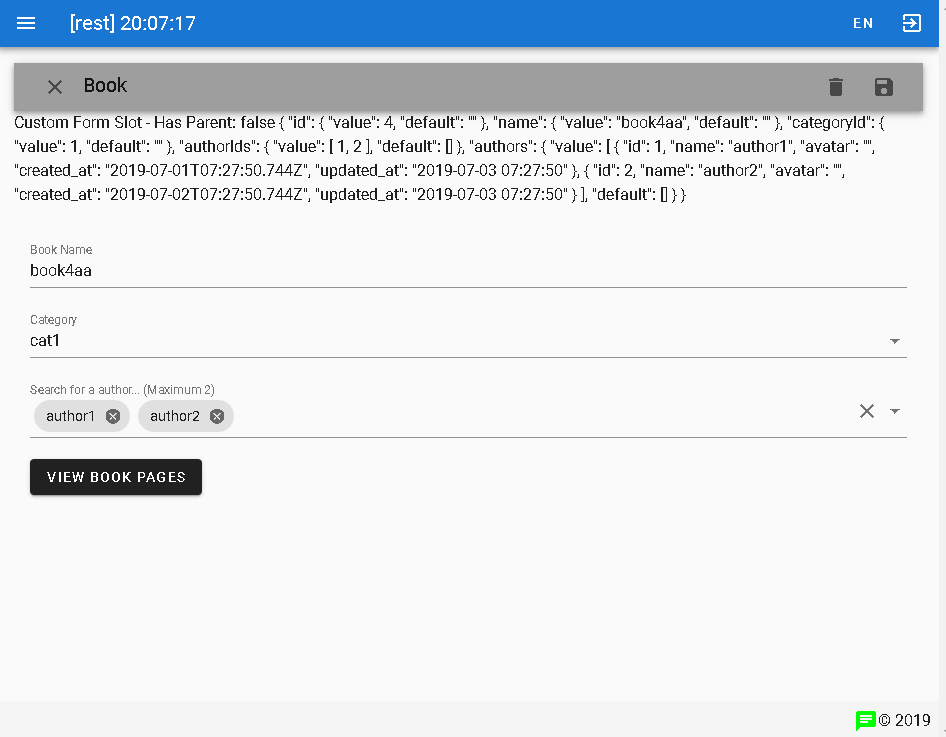 [rest] 20:07:17
EN
Book
Custom Form Slot - Has Parent: false { "id": { "value": 4, "default": "" }, "name": { "value": "book4aa", "default": "" }, "categoryId": {
"value": 1, "default": "" }, "authorIds": { "value": [ 1, 2 ], "default": [] }, "authors": { "value": [ { "id": 1, "name": "author1", "avatar": "",
"created_at": "2019-07-01T07:27:50.744Z", "updated_at": "2019-07-03 07:27:50" }, { "id": 2, "name": "author2", "avatar": "",
"created_at": "2019-07-02T07:27:50.744Z", "updated_at": "2019-07-03 07:27:50" } ], "default": [] } }
Book Name
book4aa
Category
cat1
Search for a author... (Maximum 2)
author1 author2
VIEW BOOK PAGES
© 2019